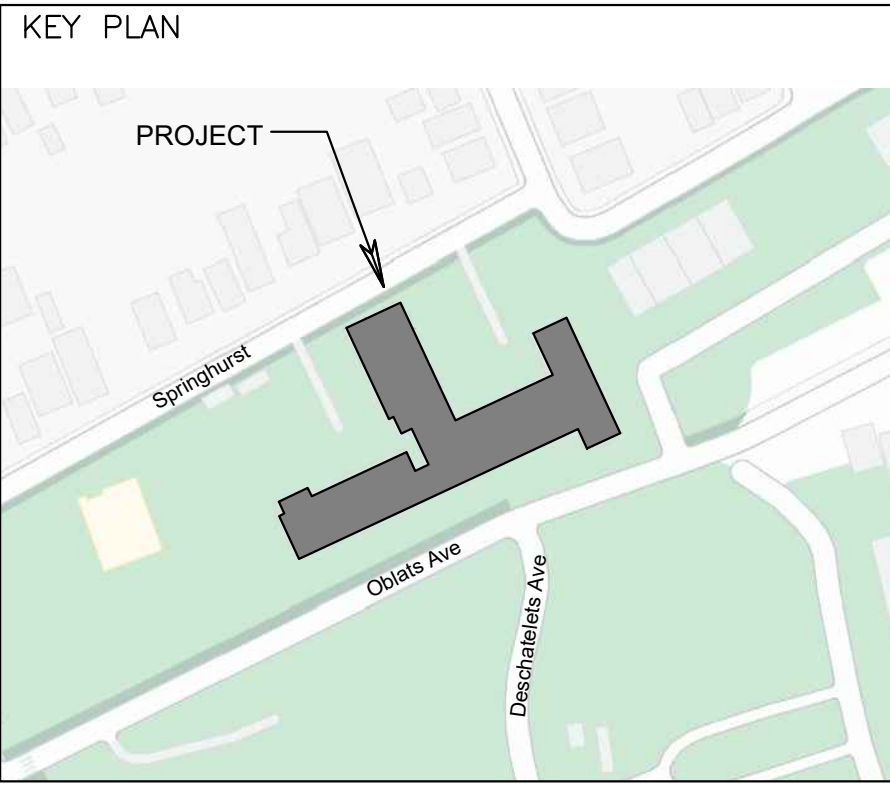 KEY PLAN
PROJECT
Springhurst
Oblats Ave
Deschatelets Ave